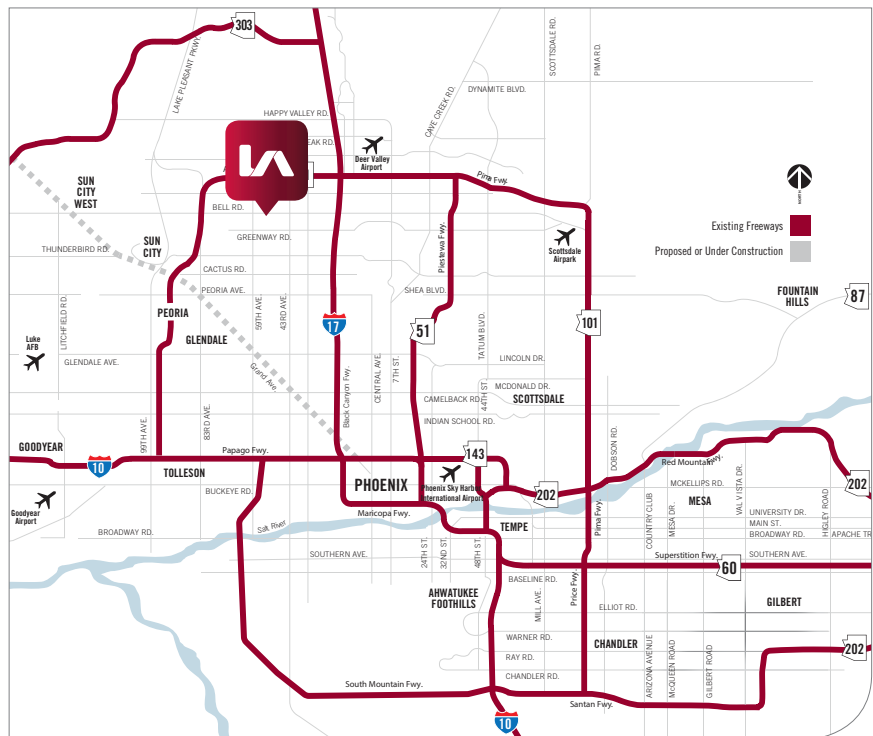 303
LAKE PLEASANT PKWY.
SCOTTSDALE RD.
PIMA RD.
DYNAMITE BLVD.
CAVE CREEK RD.
HAPPY VALLEY RD.
EAK RD.
Deer Valley
Airport
LA
Pima Fwy.
SUN
CITY
WEST
NORTH
BELL RD.
Existing Freeways
Proposed or Under Construction
THUNDERBIRD RD.
SUN
CITY
GREENWAY RD.
Piestewa Fwy.
Scottsdale
Airpark
CACTUS RD.
PEORIA AVE.
SHEA BLVD.
FOUNTAIN
HILLS
87
LITCHFIELD RD.
PEORIA
59TH AVE.
43RD AVE.
17
51
TATUM BLVD.
101
GLENDALE
Luke
AFB
GLENDALE AVE.
Grand Ave.
Black Canyon Fwy.
CENTRAL AVE.
7TH ST.
LINCOLN DR.
44TH ST.
MCDONALD DR.
CAMELBACK RD.
SCOTTSDALE
INDIAN SCHOOL RD.
99TH AVE.
83RD AVE.
DOBSON RD.
GOODYEAR
10
Papago Fwy.
143
Red Mountain Fwy.
TOLLESON
PHOENIX
Phoenix Sky Harbor
International Airport
202
MCKELLIPS RD.
202
BUCKEYE RD.
MESA
VAL VISTA DR.
HIGLEY ROAD
COUNTRY CLUB
MESA DR.
Goodyear
Airport
Maricopa Fwy.
Pima Fwy.
UNIVERSITY DR.
Salt River
TEMPE
MAIN ST.
BROADWAY RD.
BROADWAY RD.
APACHE TR
SOUTHERN AVE.
24TH ST.
32ND ST.
48TH ST.
Superstition Fwy.
SOUTHERN AVE.
60
BASELINE RD.
Price Fwy.
AHWATUKEE
FOOTHILLS
MILL AVE.
ELLIOT RD.
GILBERT
WARNER RD.
CHANDLER
ARIZONA AVENUE
McQUEEN ROAD
GILBERT ROAD
202
RAY RD.
CHANDLER RD.
South Mountain Fwy.
Santan Fwy.
10